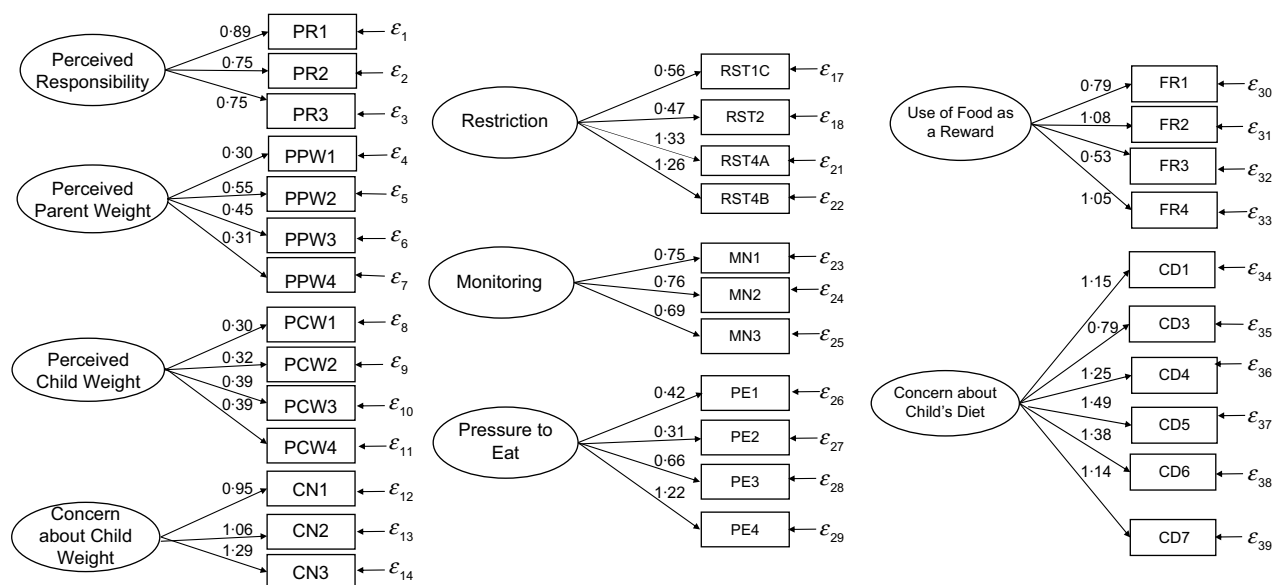 Perceived
Responsibility
0·89
0·75
0·75
PR1
PR2
PR3
ε1
ε2
ε3
Perceived
Parent Weight
0·30
0·55
0·45
0·31
PPW1
PPW2
PPW3
PPW4
ε4
ε5
ε6
ε7
Perceived
Child Weight
0·30
0·32
0·39
0·39
PCW1
PCW2
PCW3
PCW4
ε8
ε9
ε10
ε11
Concern
about Child
Weight
0·95
1·06
1·29
CN1
CN2
CN3
ε12
ε13
ε14
Restriction
0·56
0·47
1·33
1·26
RST1C
RST2
RST4A
RST4B
ε17
ε18
ε21
ε22
Monitoring
0·75
0·76
0·69
MN1
MN2
MN3
ε23
ε24
ε25
Pressure to
Eat
0·42
0·31
0·66
1·22
PE1
PE2
PE3
PE4
ε26
ε27
ε28
ε29
Use of Food as
a Reward
0·79
1·08
0·53
1·05
FR1
FR2
FR3
FR4
ε30
ε31
ε32
ε33
Concern about
Child's Diet
1·15
0·79
1·25
1·49
1·38
1·14
CD1
CD3
CD4
CD5
CD6
CD7
ε34
ε35
ε36
ε37
ε38
ε39